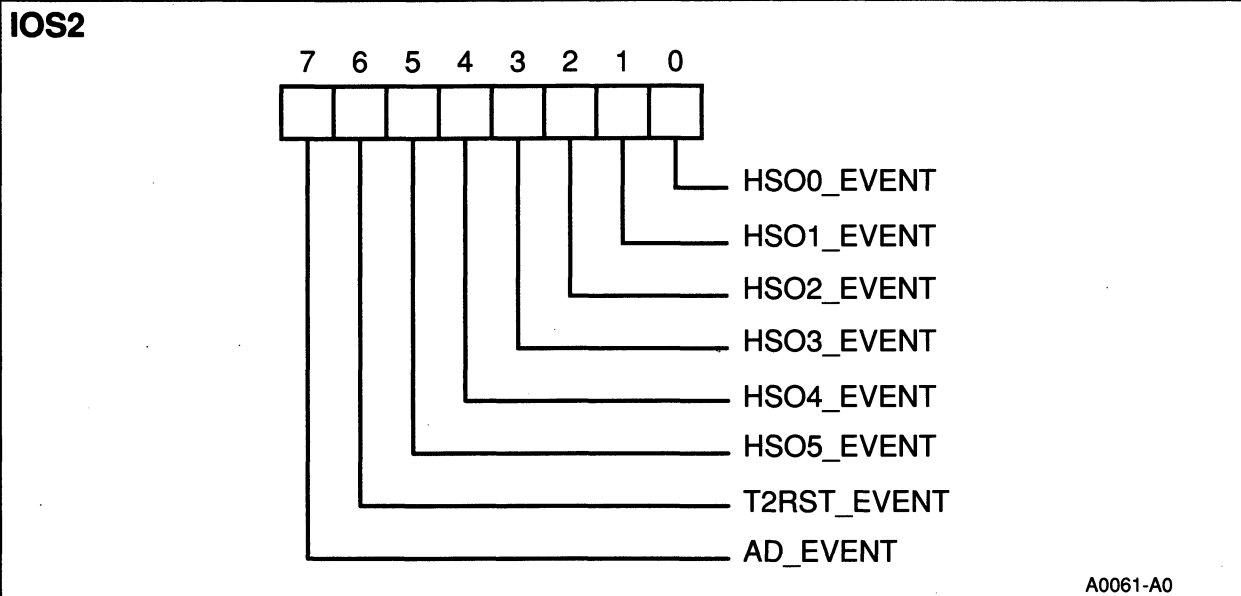 IOS2
7 6 5 4 3 2 1 0
HSO0_EVENT
HSO1_EVENT
HSO2_EVENT
HSO3_EVENT
HSO4_EVENT
HSO5_EVENT
T2RST_EVENT
AD_EVENT
A0061-A0